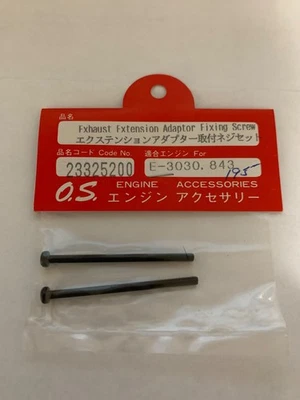 品名
Exhaust Extension Adaptor Fixing Screw
エクステンションアダプター取付ネジセット
品名コード Code No. 適合エンジン For
23325200 E-3030. 843
195
O.S. ENGINE ACCESSORIES
エンジン アクセサリー